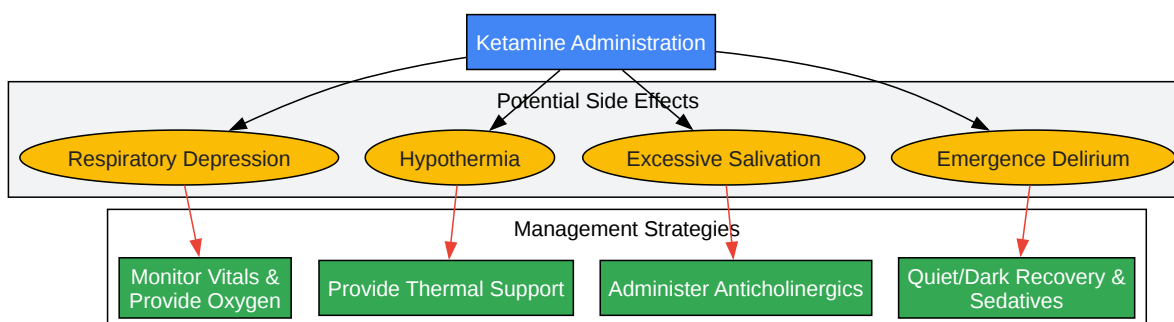 Ketamine Administration
Potential Side Effects
Respiratory Depression
Hypothermia
Excessive Salivation
Emergence Delirium
Management Strategies
Monitor Vitals &
Provide Oxygen
Provide Thermal Support
Administer Anticholinergics
Quiet/Dark Recovery &
Sedatives